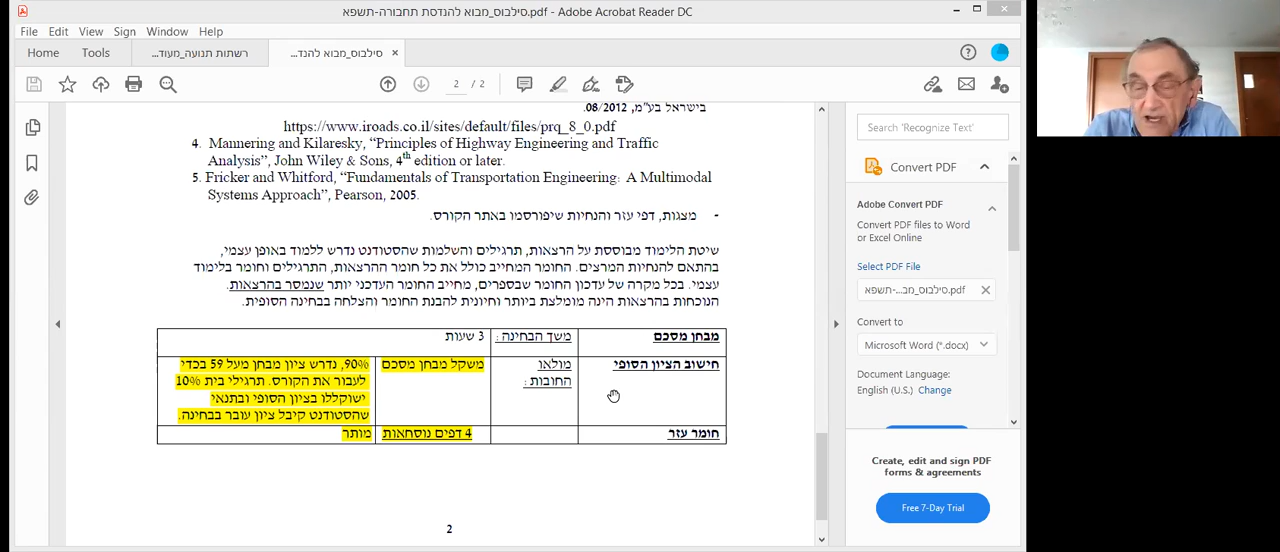 סילבוס_מבוא להנדסת תחבורה-תשפא.pdf - Adobe Acrobat Reader DC
File Edit View Sign Window Help
Home Tools רשתות תנועה_מעוד... סילבוס_מבוא להנד... ×
2 / 2
בישראל בע"מ, 08/2012.
https://www.iroads.co.il/sites/default/files/prq_8_0.pdf
4. Mannering and Kilaresky, “Principles of Highway Engineering and Traffic
Analysis”, John Wiley & Sons, 4th edition or later.
5. Fricker and Whitford, “Fundamentals of Transportation Engineering: A Multimodal
Systems Approach”, Pearson, 2005.
- מצגות, דפי עזר והנחיות שיפורסמו באתר הקורס.
שיטת הלימוד מבוססת על הרצאות, תרגילים והשלמות שהסטודנט נדרש ללמוד באופן עצמי,
בהתאם להנחיות המרצים. החומר המחייב כולל את כל חומר ההרצאות, התרגילים וחומר בלימוד
עצמי. בכל מקרה של עדכון החומר שבספרים, מחייב החומר העדכני יותר שנמסר בהרצאות.
הנוכחות בהרצאות הינה מומלצת ביותר וחיונית להבנת החומר והצלחה בבחינה הסופית.
מבחן מסכם משך הבחינה: 3 שעות
חישוב הציון הסופי מולאו משקל מבחן מסכם 90%, נדרש ציון מבחן מעל 59 בכדי
החובות: לעבור את הקורס. תרגילי בית 10%
ישוקללו בציון הסופי ובתנאי
שהסטודנט קיבל ציון עובר בבחינה.
חומר עזר 4 דפים נוסחאות מותר
2
Search 'Recognize Text'
Convert PDF
Adobe Convert PDF
Convert PDF Files to Word
or Excel Online
Select PDF File
סילבוס_מב...-תשפא.pdf ×
Convert to
Microsoft Word (*.docx)
Document Language:
English (U.S.) Change
Create, edit and sign PDF
forms & agreements
Free 7-Day Trial